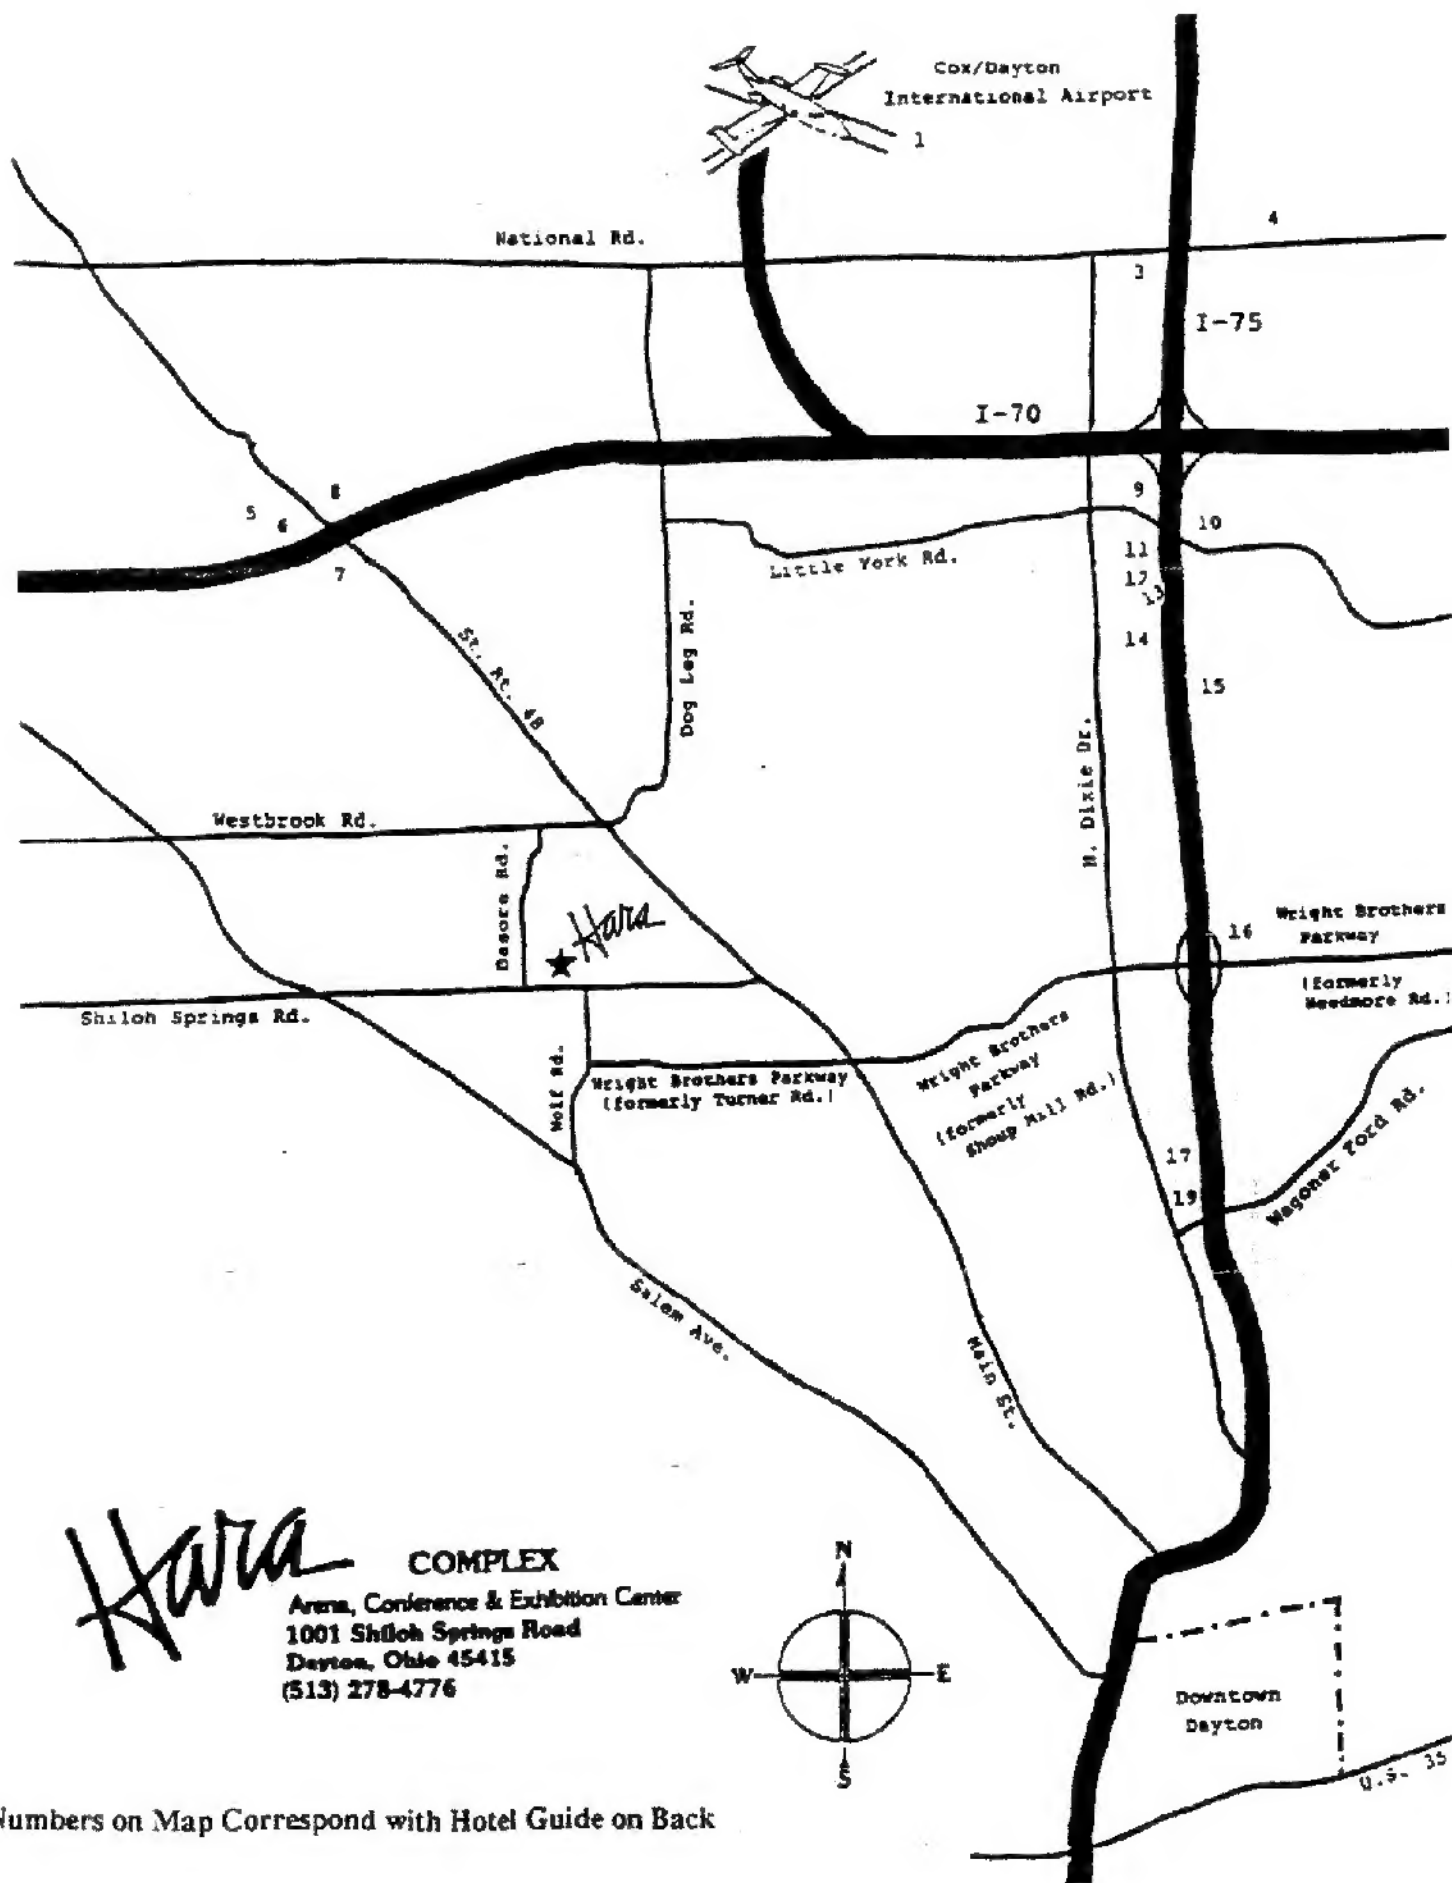 Cox/Dayton
International Airport
1
4
National Rd.
3
I-75
I-70
8
5
6
7
9
10
Little York Rd.
11
12
13
14
15
St. Rt. 48
Dog Leg Rd.
N. Dixie Dr.
Westbrook Rd.
Basore Rd.
Hara
16
Wright Brothers
Parkway
(formerly
Needmore Rd.)
Shiloh Springs Rd.
Wolf Rd.
Wright Brothers Parkway
(formerly Turner Rd.)
Wright Brothers
Parkway
(formerly
Shoup Mill Rd.)
17
19
Wagoner Ford Rd.
Salem Ave.
Main St.
Hara
COMPLEX
Arena, Conference & Exhibition Center
1001 Shiloh Springs Road
Dayton, Ohio 45415
(513) 278-4776
N
W
E
S
Downtown
Dayton
U.S. 35
Numbers on Map Correspond with Hotel Guide on Back